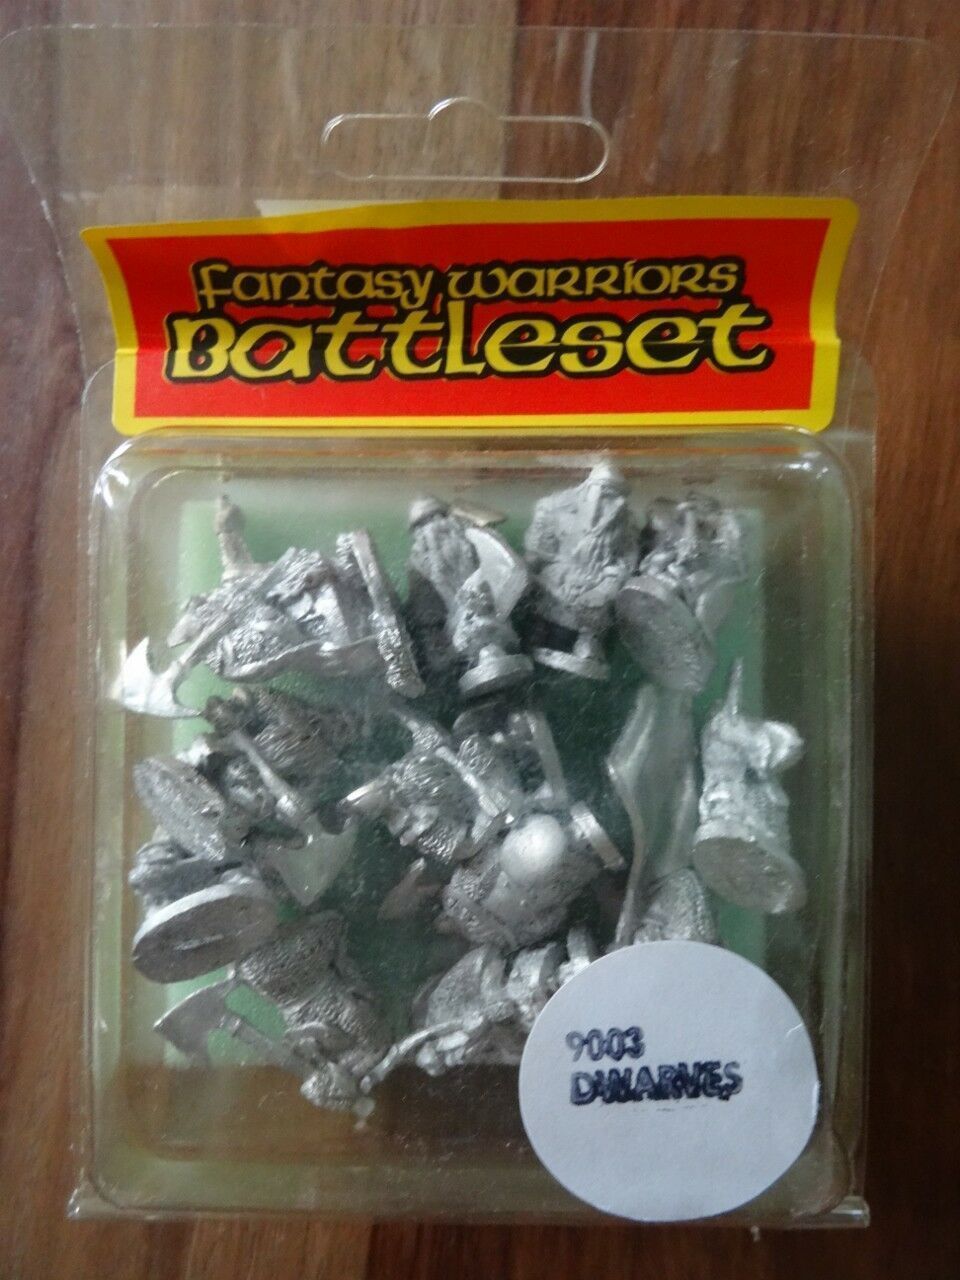 fantasy warriors
Battleset
9003
DWARVES